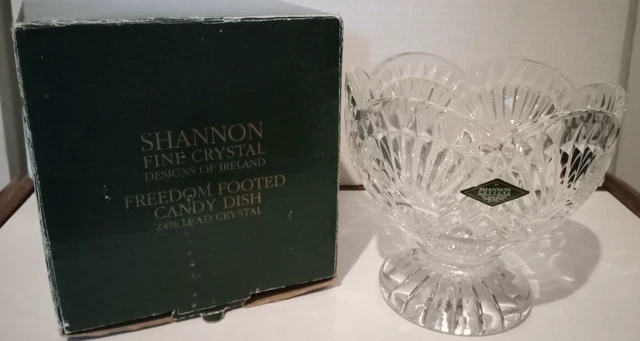 SHANNON
FINE CRYSTAL
DESIGNS OF IRELAND
FREEDOM FOOTED
CANDY DISH
24% LEAD CRYSTAL
SHANNON